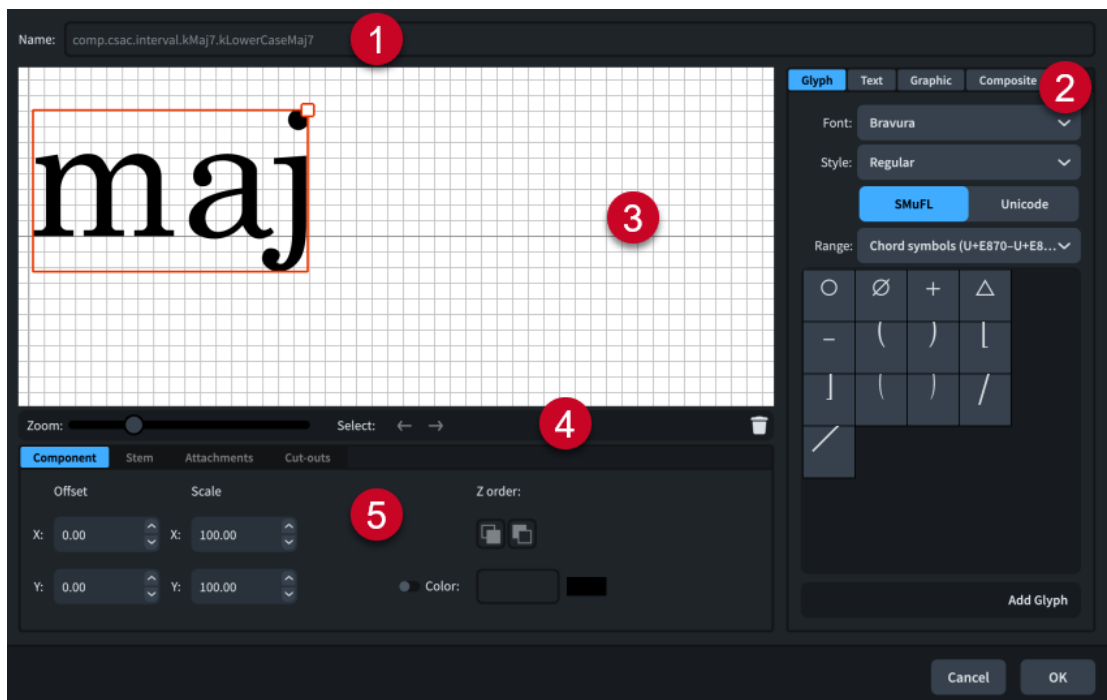 Name: comp.csac.interval.kMaj7.kLowerCaseMaj7
1
Glyph Text Graphic Composite
2
maj
3
Font: Bravura
Style: Regular
SMuFL Unicode
Range: Chord symbols (U+E870–U+E8...
Zoom: Select: ← →
4
Component Stem Attachments Cut-outs
Offset Scale Z order:
5
X: 0.00 X: 100.00
Y: 0.00 Y: 100.00 Color:
Add Glyph
Cancel OK